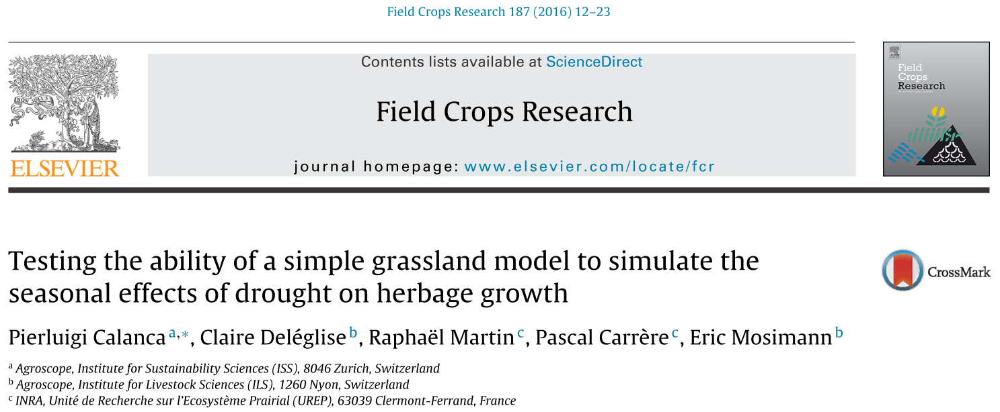 Field Crops Research 187 (2016) 12–23
Contents lists available at ScienceDirect
Field Crops Research
journal homepage: www.elsevier.com/locate/fcr
NON SOLUS
ELSEVIER
Field
Crops
Research
Testing the ability of a simple grassland model to simulate the
seasonal effects of drought on herbage growth
CrossMark
Pierluigi Calanca a,∗, Claire Deléglise b, Raphaël Martin c, Pascal Carrère c, Eric Mosimann b
a Agroscope, Institute for Sustainability Sciences (ISS), 8046 Zurich, Switzerland
b Agroscope, Institute for Livestock Sciences (ILS), 1260 Nyon, Switzerland
c INRA, Unité de Recherche sur l'Ecosystème Prairial (UREP), 63039 Clermont-Ferrand, France